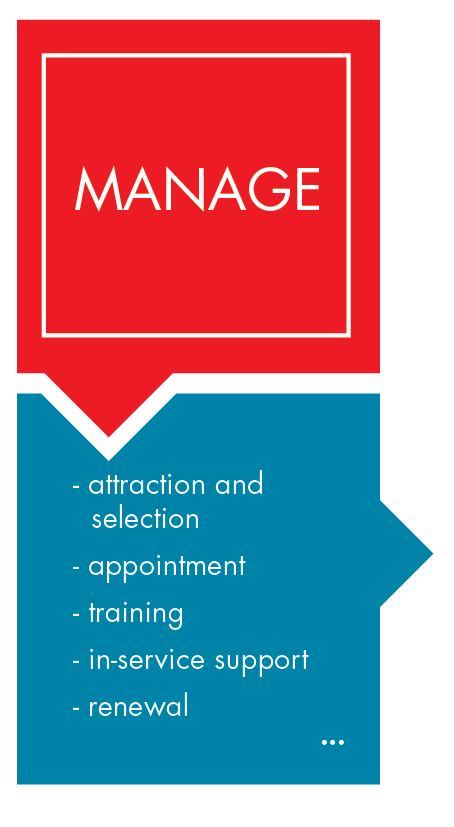 MANAGE
- attraction and
selection
- appointment
- training
- in-service support
- renewal
...